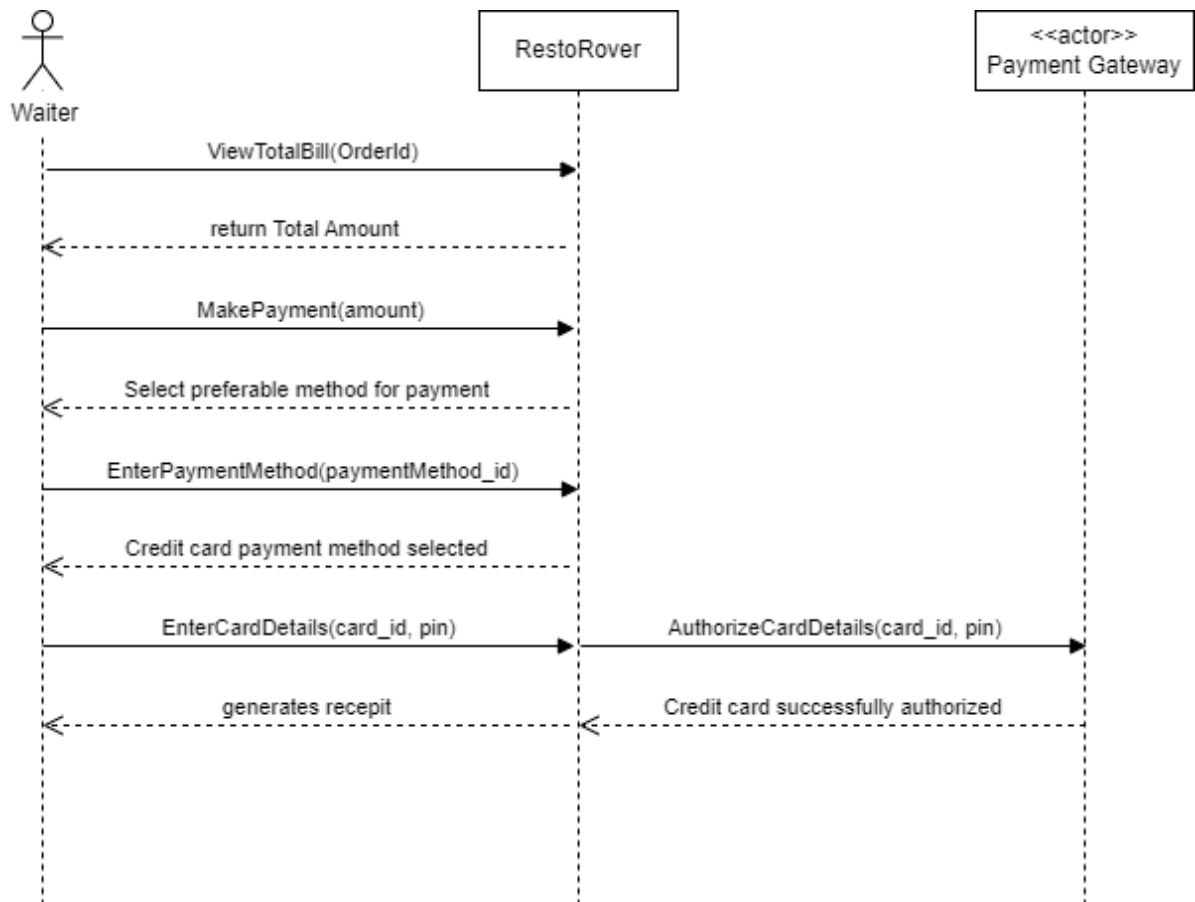 RestoRover
<<actor>>
Payment Gateway
Waiter
ViewTotalBill(OrderId)
return Total Amount
MakePayment(amount)
Select preferable method for payment
EnterPaymentMethod(paymentMethod_id)
Credit card payment method selected
EnterCardDetails(card_id, pin)
AuthorizeCardDetails(card_id, pin)
generates recepit
Credit card successfully authorized